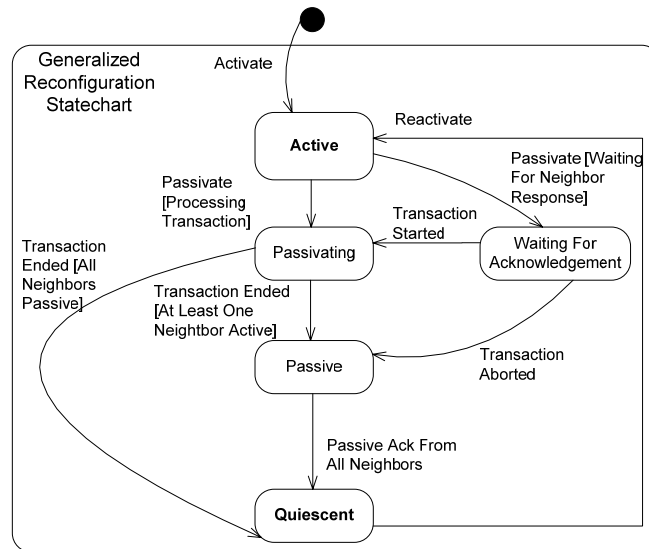 Generalized
Reconfiguration
Statechart
Activate
Active
Reactivate
Passivate
[Processing
Transaction]
Passivate [Waiting
For Neighbor
Response]
Transaction
Started
Transaction
Ended [All
Neighbors
Passive]
Passivating
Waiting For
Acknowledgement
Transaction Ended
[At Least One
Neightbor Active]
Passive
Transaction
Aborted
Passive Ack From
All Neighbors
Quiescent